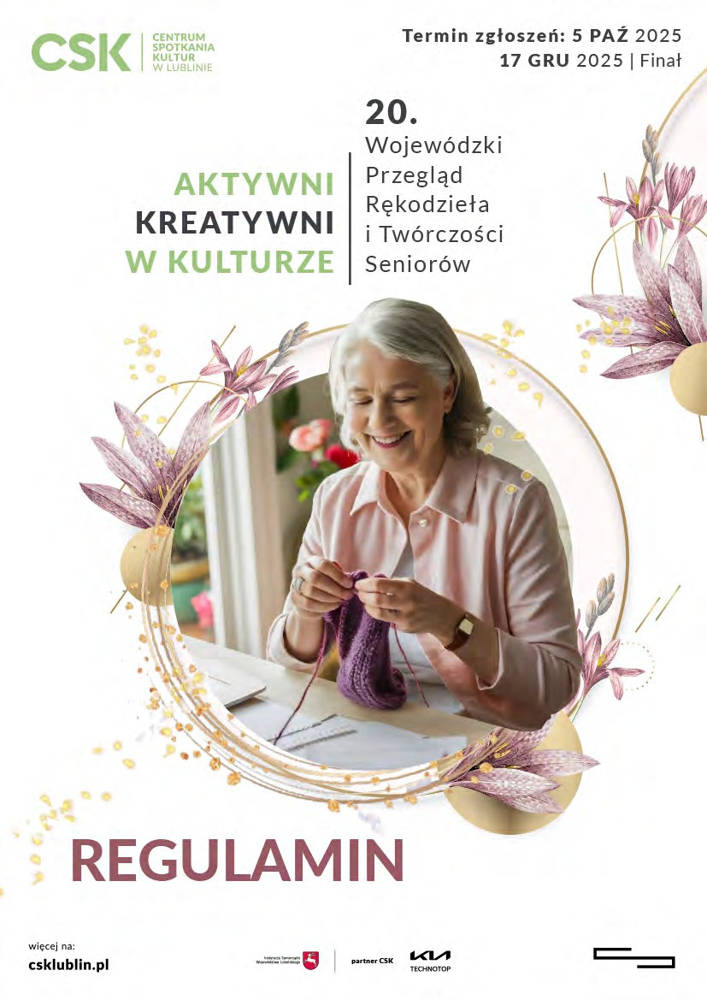 CSK
CENTRUM
SPOTKANIA
KULTUR
W LUBLINIE
Termin zgłoszeń: 5 PAŹ 2025
17 GRU 2025 | Finał
AKTYWNI
KREATYWNI
W KULTURZE
20.
Wojewódzki
Przegląd
Rękodzieła
i Twórczości
Seniorów
REGULAMIN
więcej na:
csklublin.pl
Instytucja Samorządu
Województwa Lubelskiego
partner CSK
KIA
TECHNOTOP